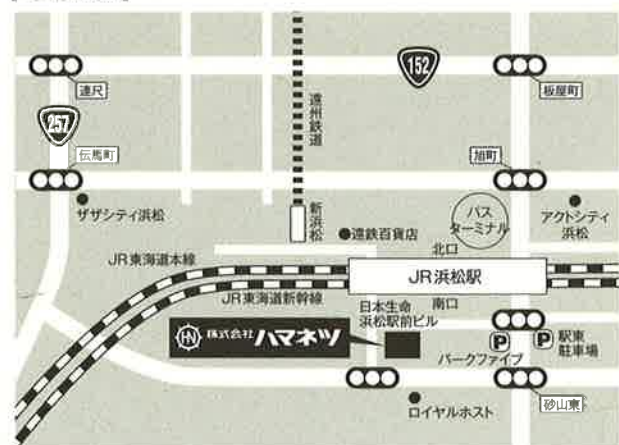 152
連尺
板屋町
257
遠州鉄道
伝馬町
旭町
ザザシティ浜松
新浜松
遠鉄百貨店
バス
ターミナル
アクトシティ
浜松
北口
JR東海道本線
JR浜松駅
JR東海道新幹線
日本生命
浜松駅前ビル
南口
HN 株式会社 ハマネツ
P
P
駅東
駐車場
パークファイブ
ロイヤルホスト
砂山東